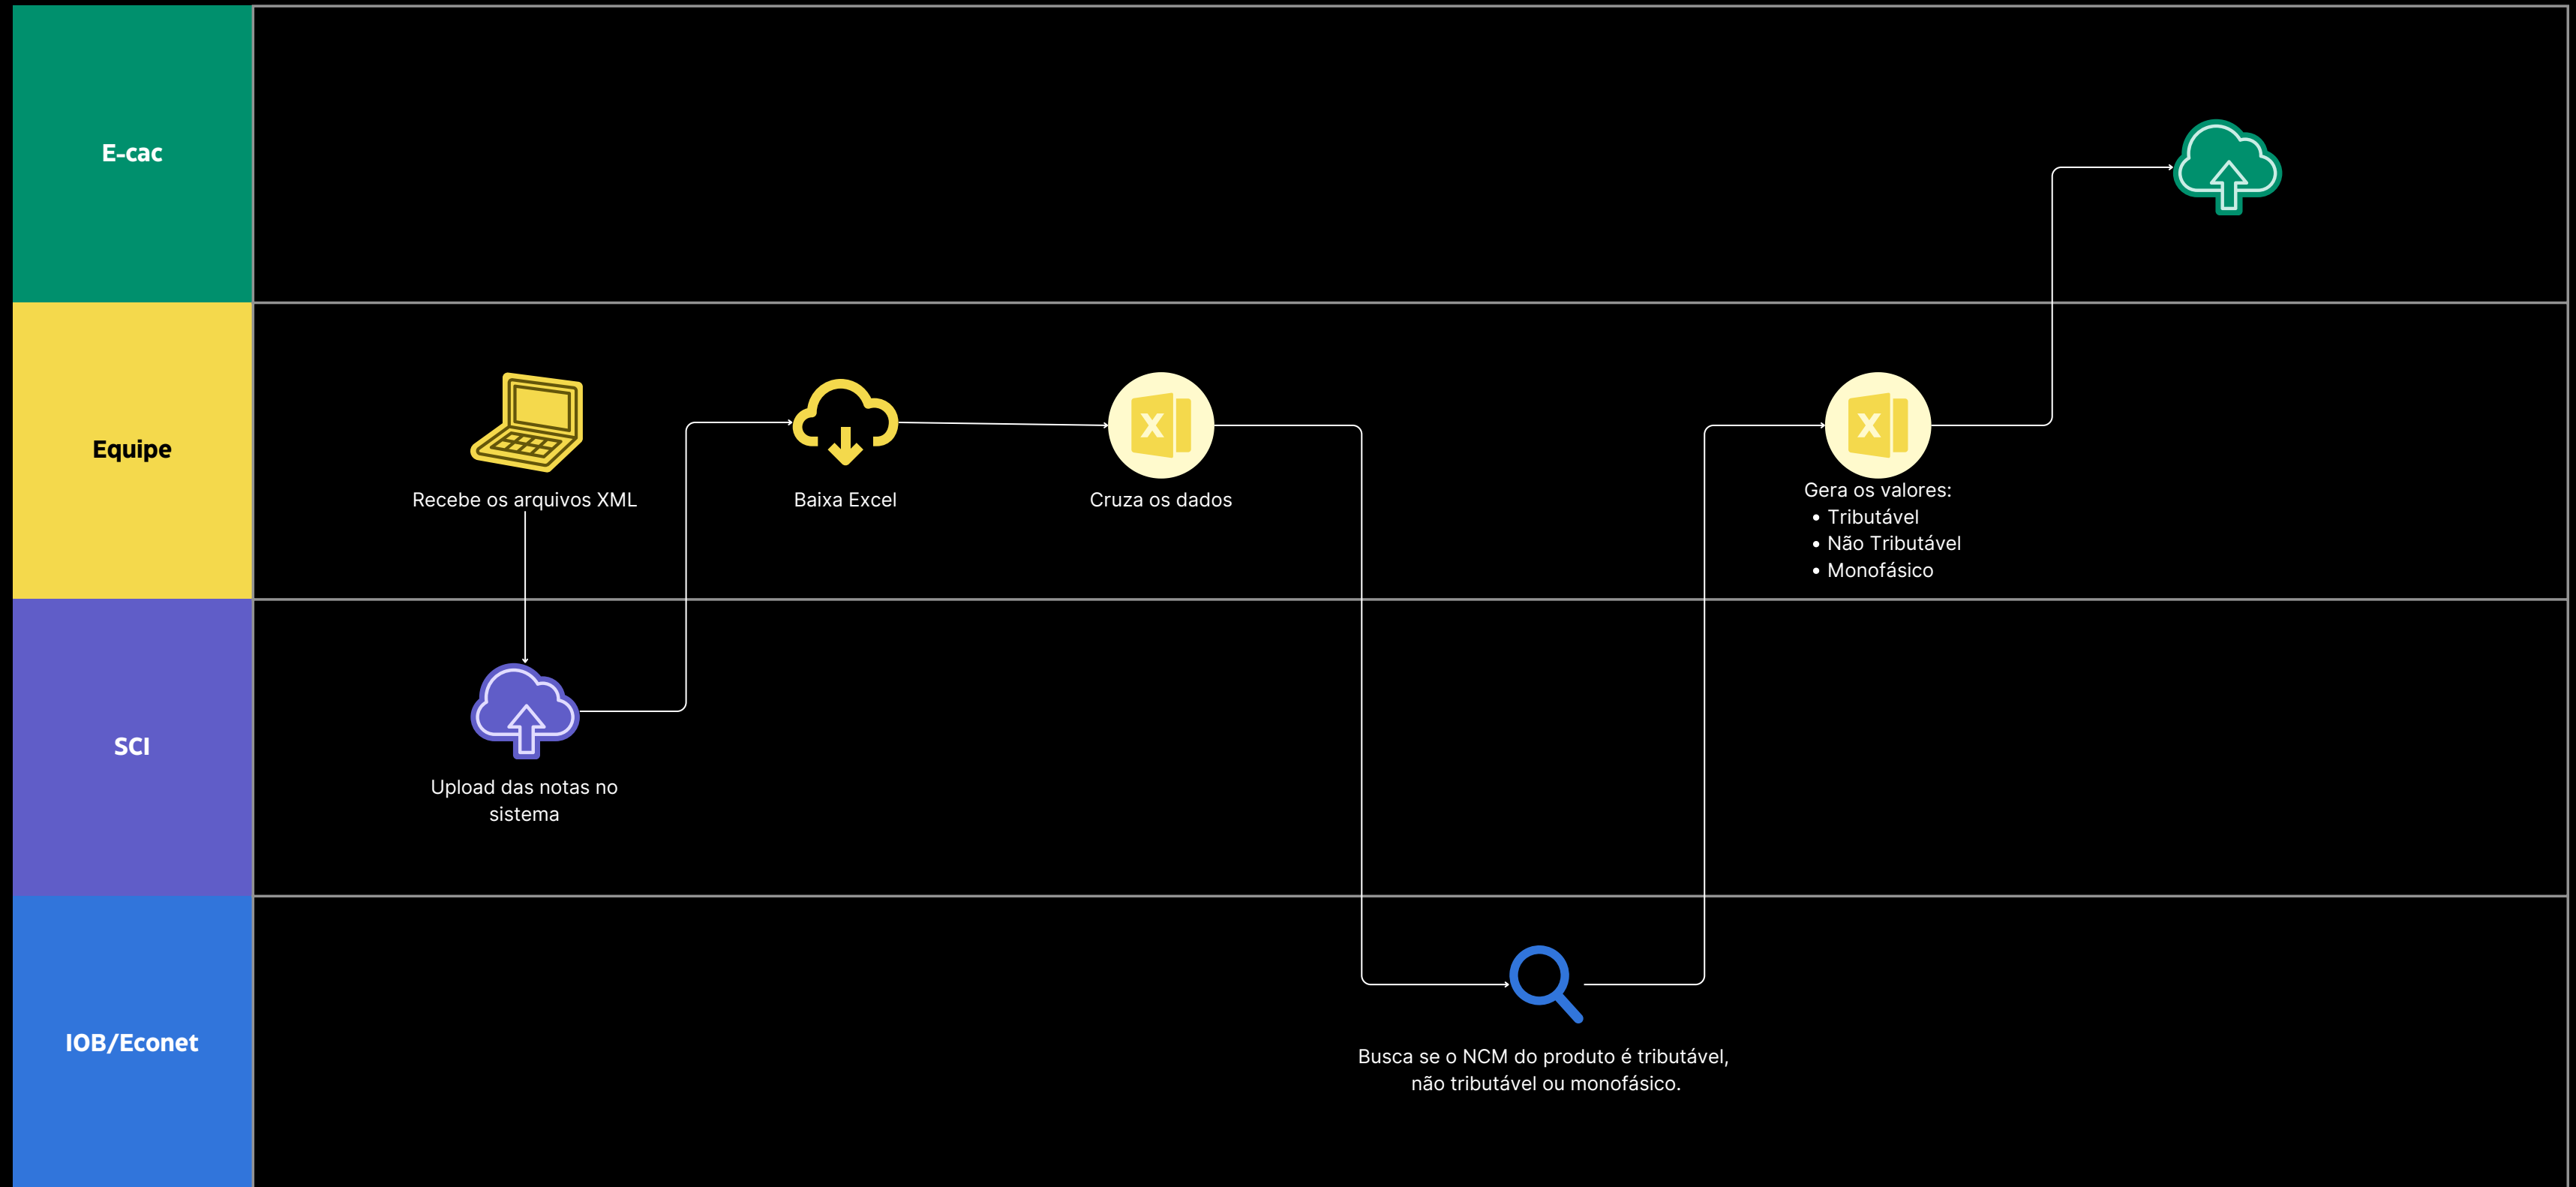 E-cac
Equipe
Recebe os arquivos XML
Baixa Excel
X
Cruza os dados
X
Gera os valores:
• Tributável
• Não Tributável
• Monofásico
SCI
Upload das notas no
sistema
IOB/Econet
Busca se o NCM do produto é tributável,
não tributável ou monofásico.